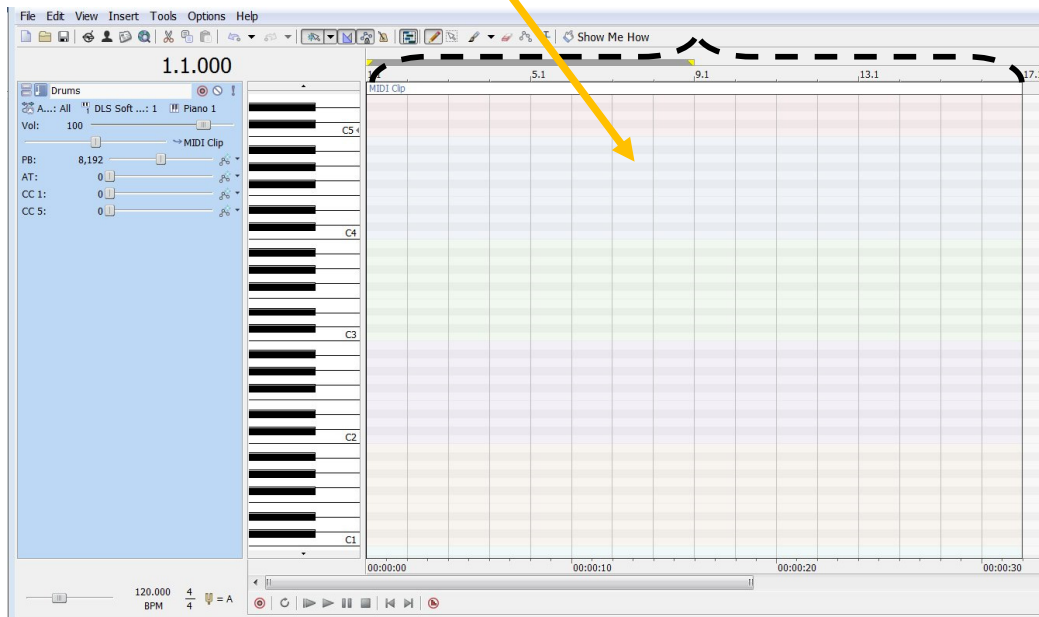 File Edit View Insert Tools Options Help
Show Me How
1.1.000
5.1 9.1 13.1 17.1
Drums
MIDI Clip
A...: All DLS Soft ...: 1 Piano 1
Vol: 100
MIDI Clip
PB: 8,192
AT: 0
CC 1: 0
CC 5: 0
C5
C4
C3
C2
C1
00:00:00 00:00:10 00:00:20 00:00:30
120.000 4 = A
BPM 4